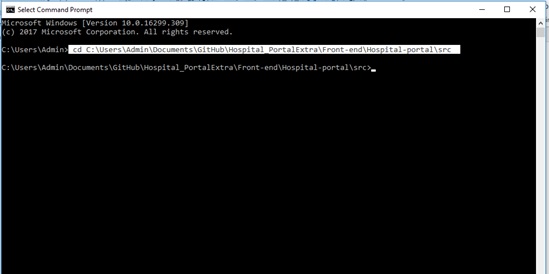 Select Command Prompt
Microsoft Windows [Version 10.0.16299.309]
(c) 2017 Microsoft Corporation. All rights reserved.
C:\Users\Admin> cd C:\Users\Admin\Documents\GitHub\Hospital_PortalExtra\Front-end\Hospital-portal\src
C:\Users\Admin\Documents\GitHub\Hospital_PortalExtra\Front-end\Hospital-portal\src>